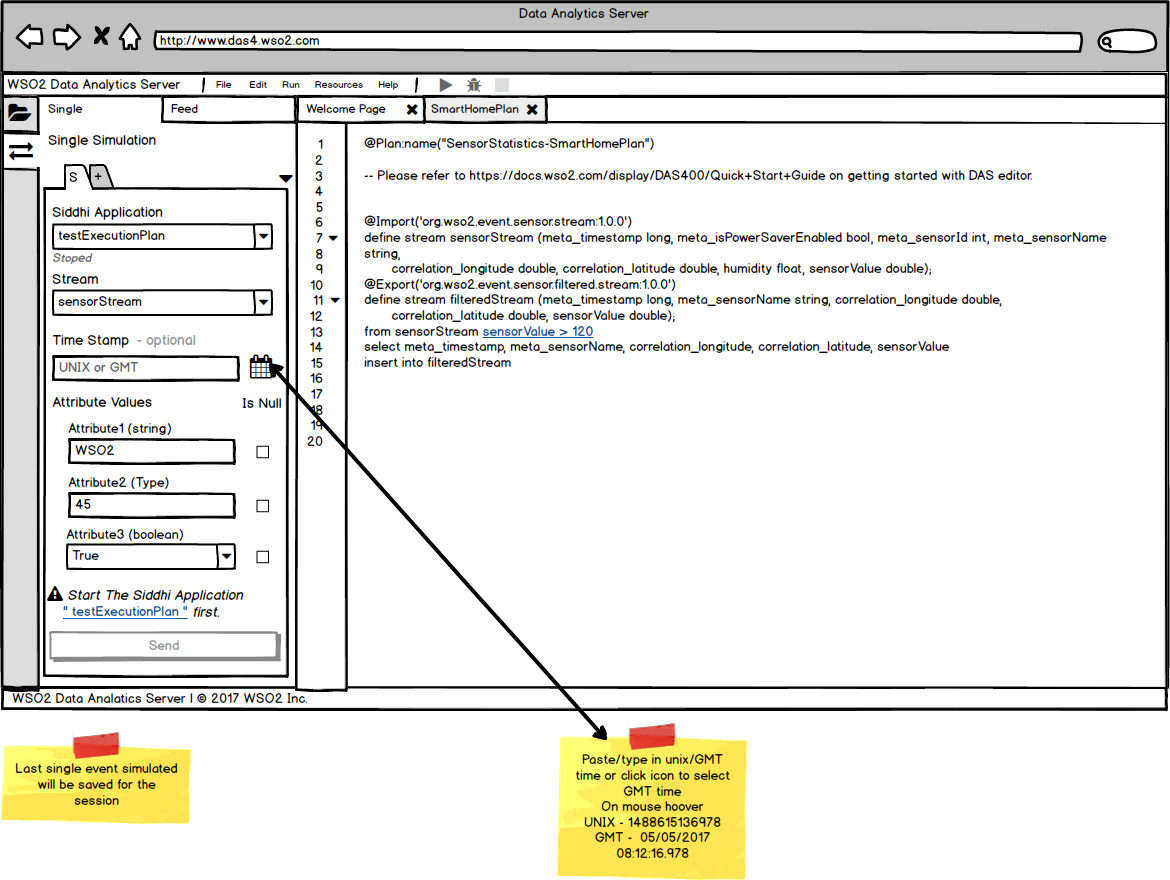 Data Analytics Server
http://www.das4.wso2.com
WSO2 Data Analytics Server
File Edit Run Resources Help
Single
Feed
Welcome Page
SmartHomePlan
Single Simulation
S
+
Siddhi Application
testExecutionPlan
Stoped
Stream
sensorStream
Time Stamp - optional
UNIX or GMT
Attribute Values
Is Null
Attribute1 (string)
WSO2
Attribute2 (Type)
45
Attribute3 (boolean)
True
Start The Siddhi Application
" testExecutionPlan " first.
Send
1 @Plan:name("SensorStatistics-SmartHomePlan")
2
3 -- Please refer to https://docs.wso2.com/display/DAS400/Quick+Start+Guide on getting started with DAS editor.
4
5
6 @Import('org.wso2.event.sensor.stream:1.0.0')
7 define stream sensorStream (meta_timestamp long, meta_isPowerSaverEnabled bool, meta_sensorId int, meta_sensorName
8 string,
9 correlation_longitude double, correlation_latitude double, humidity float, sensorValue double);
10 @Export('org.wso2.event.sensor.filtered.stream:1.0.0')
11 define stream filteredStream (meta_timestamp long, meta_sensorName string, correlation_longitude double,
12 correlation_latitude double, sensorValue double);
13 from sensorStream sensorValue > 120
14 select meta_timestamp, meta_sensorName, correlation_longitude, correlation_latitude, sensorValue
15 insert into filteredStream
16
17
18
19
20
WSO2 Data Analatics Server | © 2017 WSO2 Inc.
Last single event simulated
will be saved for the
session
Paste/type in unix/GMT
time or click icon to select
GMT time
On mouse hoover
UNIX - 1488615136978
GMT - 05/05/2017
08:12:16.978